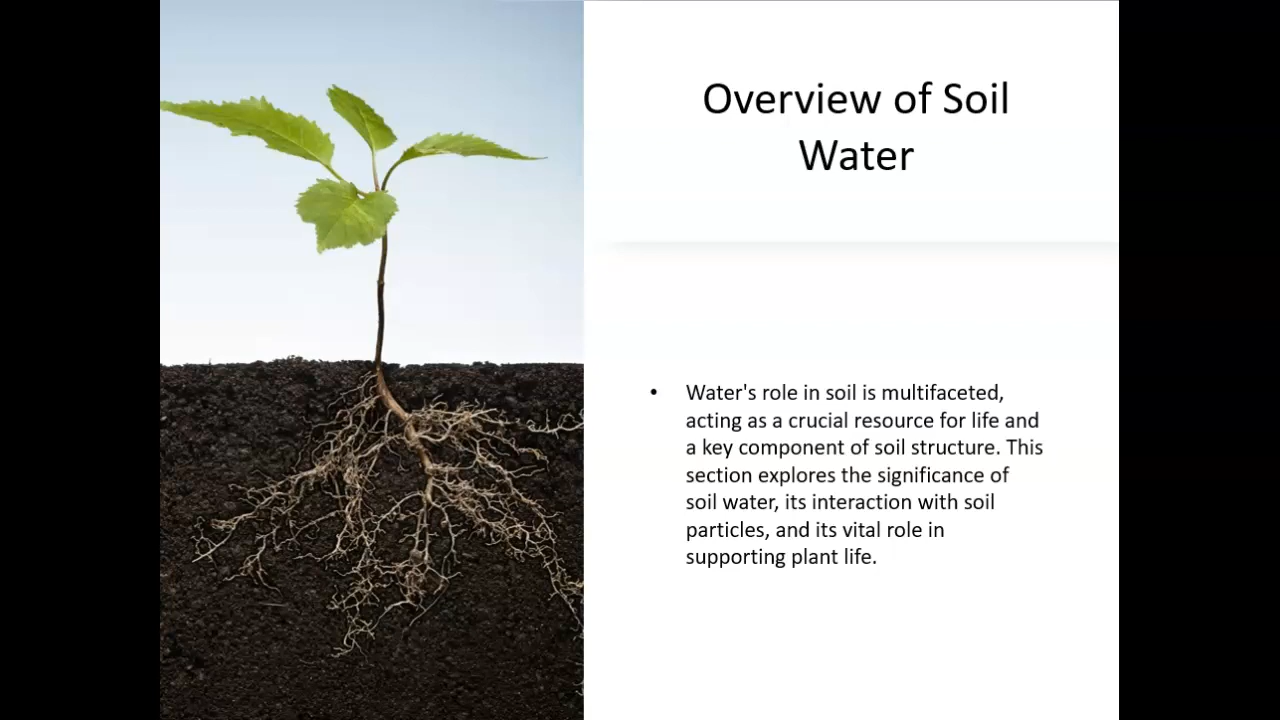 Overview of Soil
Water
• Water's role in soil is multifaceted,
acting as a crucial resource for life and
a key component of soil structure. This
section explores the significance of
soil water, its interaction with soil
particles, and its vital role in
supporting plant life.